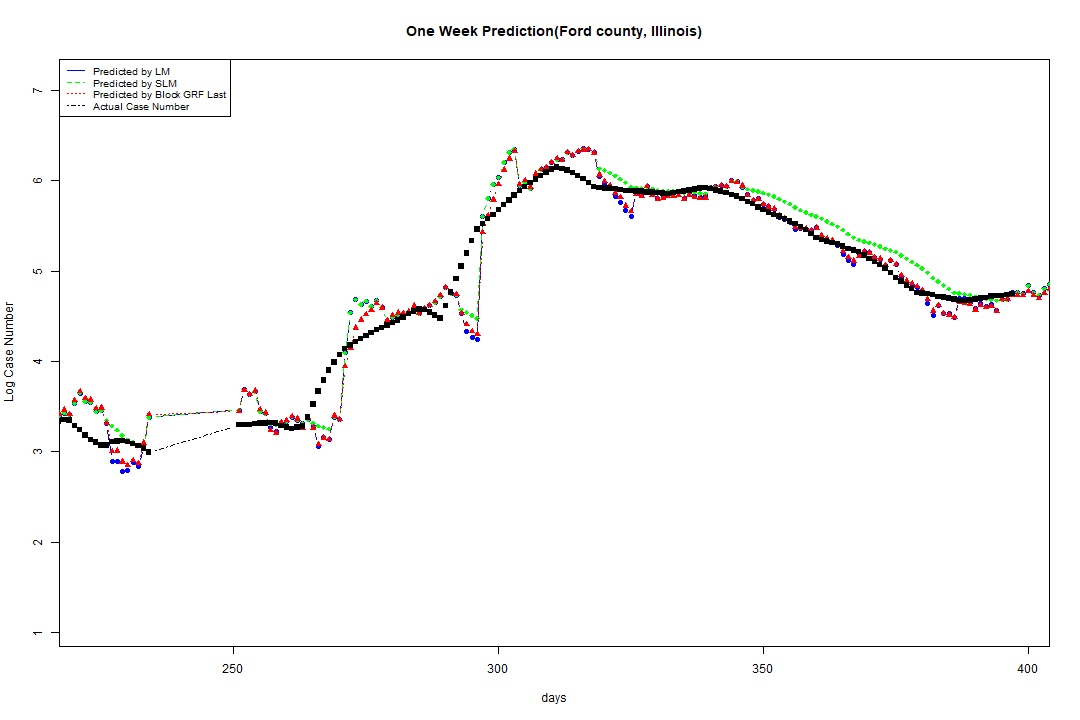 One Week Prediction(Ford county, Illinois)
Predicted by LM
Predicted by SLM
Predicted by Block GRF Last
Actual Case Number
7
6
5
4
3
2
1
Log Case Number
250
300
350
400
days